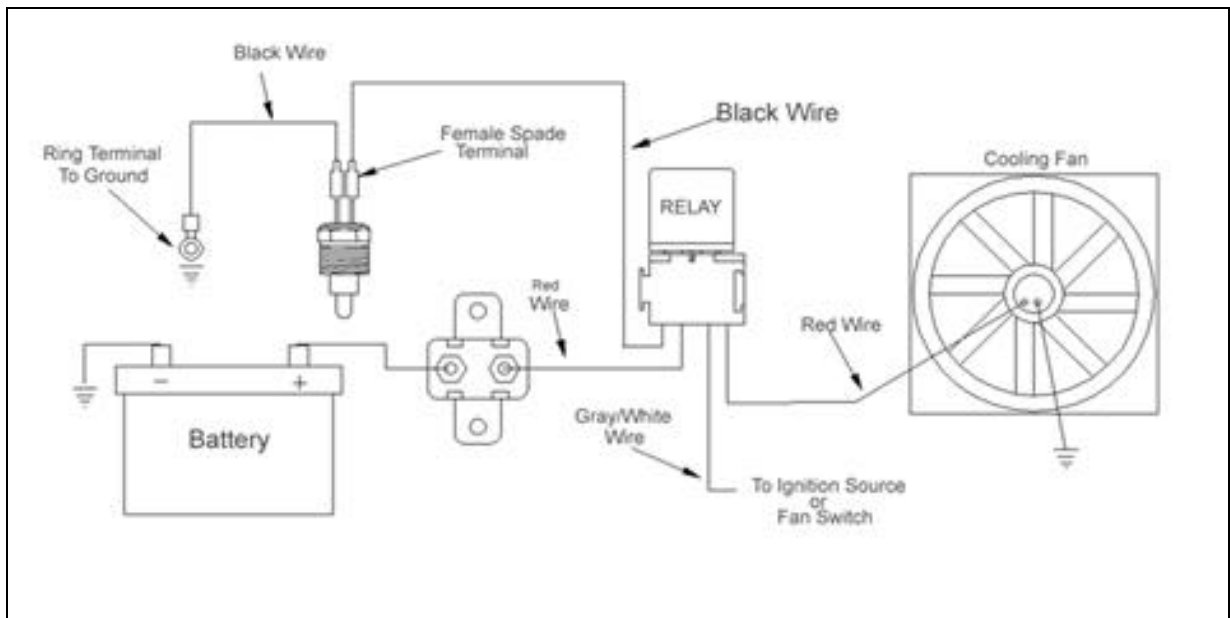 Black Wire
Black Wire
Female Spade
Terminal
Ring Terminal
To Ground
Cooling Fan
RELAY
Red
Wire
Red Wire
−
+
Battery
Gray/White
Wire
To Ignition Source
or
Fan Switch